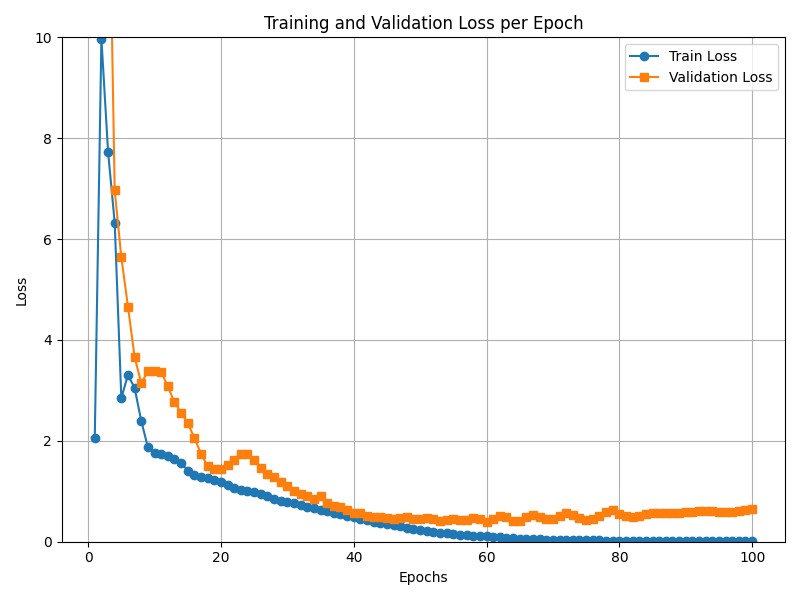 Training and Validation Loss per Epoch
Train Loss
Validation Loss
10
8
6
4
2
0
Loss
0 20 40 60 80 100
Epochs